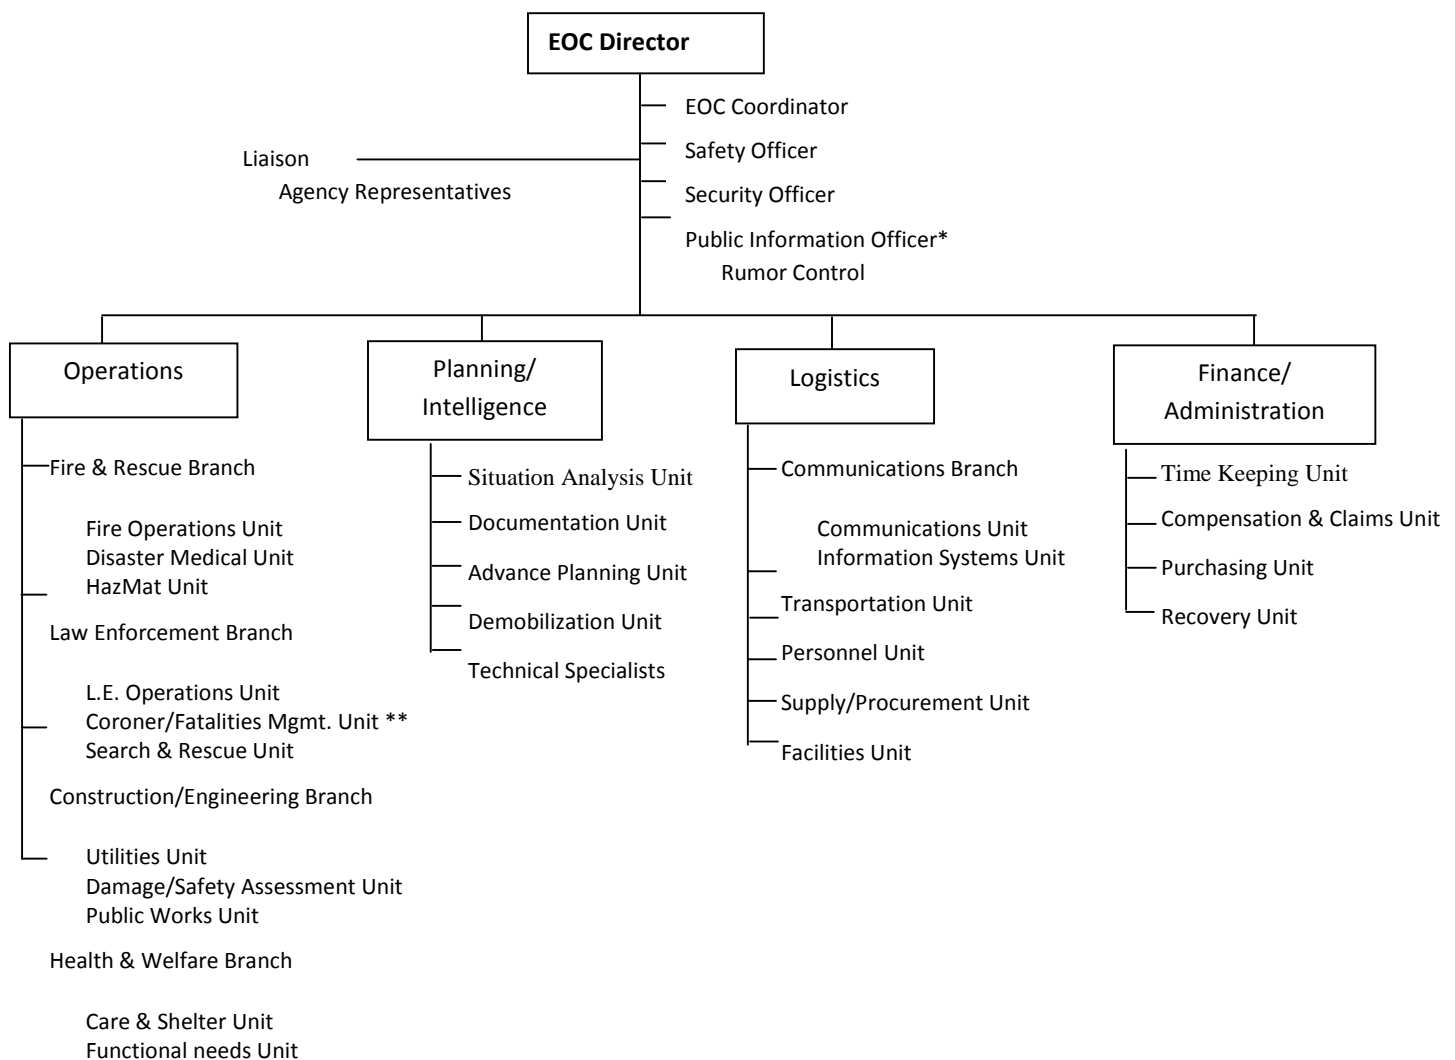 EOC Director
EOC Coordinator
Safety Officer
Security Officer
Public Information Officer*
Rumor Control
Liaison
Agency Representatives
Operations
Fire & Rescue Branch
Fire Operations Unit
Disaster Medical Unit
HazMat Unit
Law Enforcement Branch
L.E. Operations Unit
Coroner/Fatalities Mgmt. Unit **
Search & Rescue Unit
Construction/Engineering Branch
Utilities Unit
Damage/Safety Assessment Unit
Public Works Unit
Health & Welfare Branch
Care & Shelter Unit
Functional needs Unit
Planning/
Intelligence
Situation Analysis Unit
Documentation Unit
Advance Planning Unit
Demobilization Unit
Technical Specialists
Logistics
Communications Branch
Communications Unit
Information Systems Unit
Transportation Unit
Personnel Unit
Supply/Procurement Unit
Facilities Unit
Finance/
Administration
Time Keeping Unit
Compensation & Claims Unit
Purchasing Unit
Recovery Unit